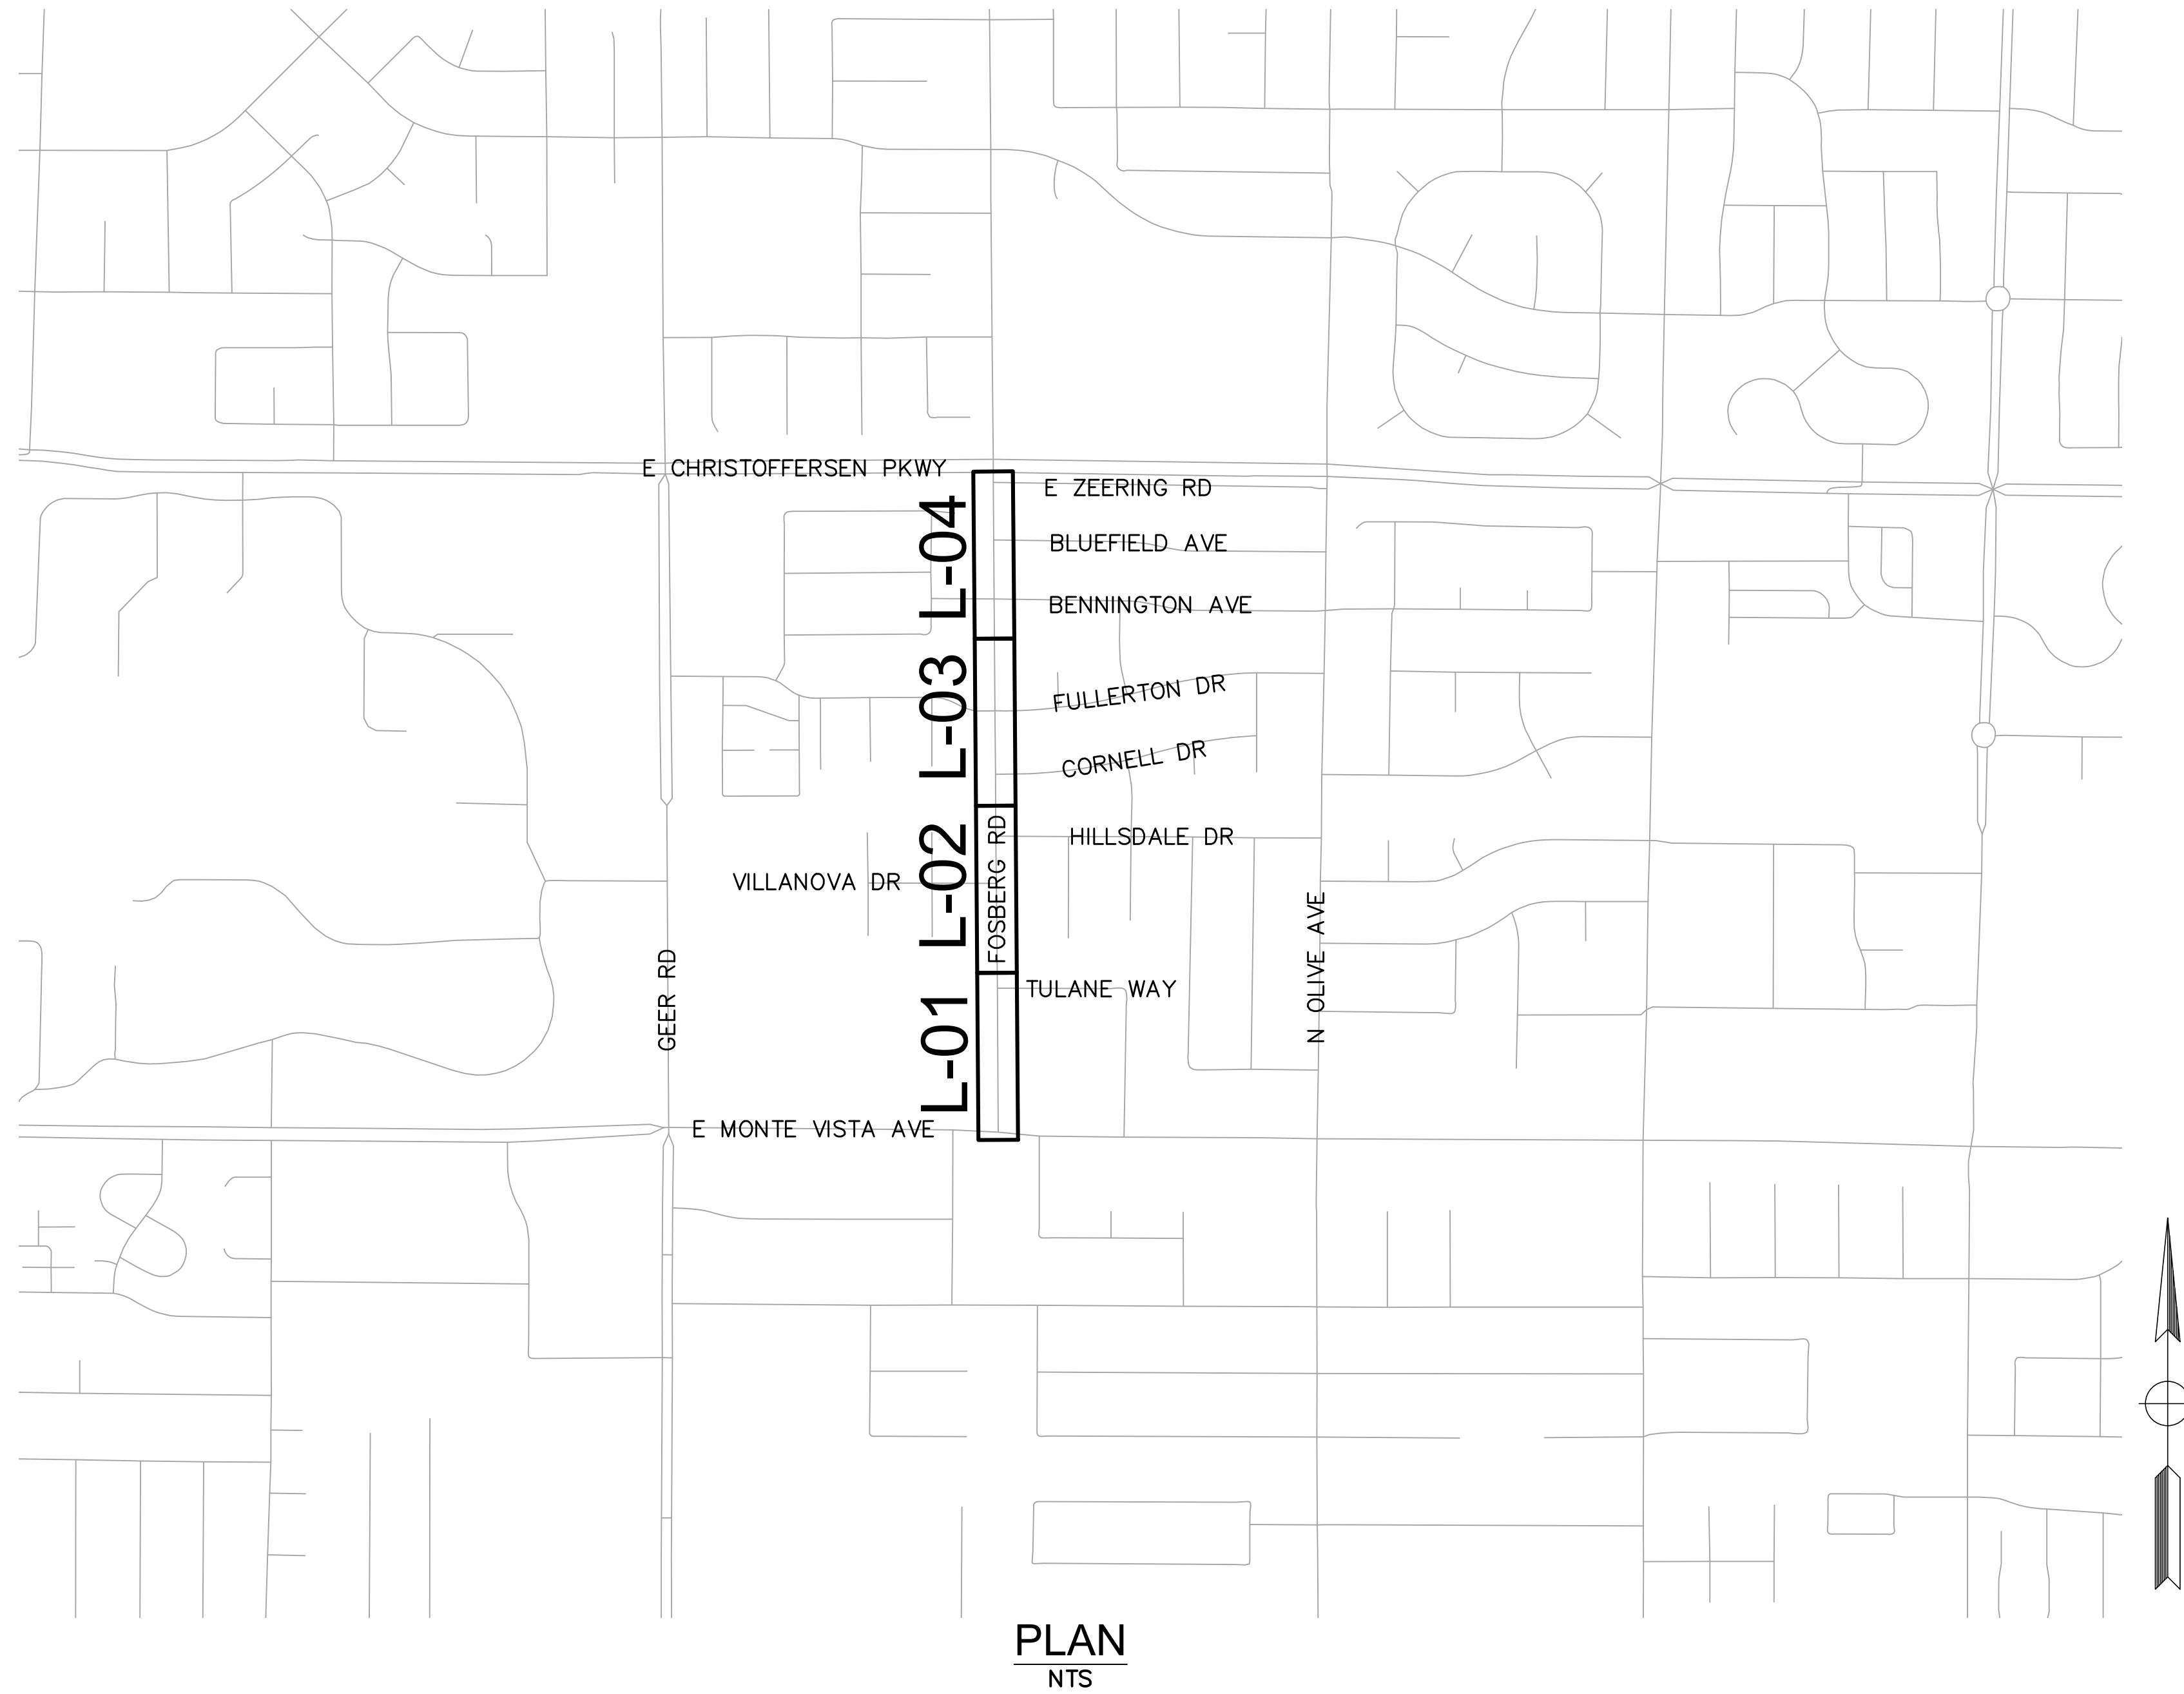 E CHRISTOFFERSEN PKWY
E ZEERING RD
L-04
BLUEFIELD AVE
BENNINGTON AVE
L-03
FULLERTON DR
CORNELL DR
L-02
FOSBERG RD
HILLSDALE DR
VILLANOVA DR
GEER RD
N OLIVE AVE
L-01
TULANE WAY
E MONTE VISTA AVE
PLAN
NTS